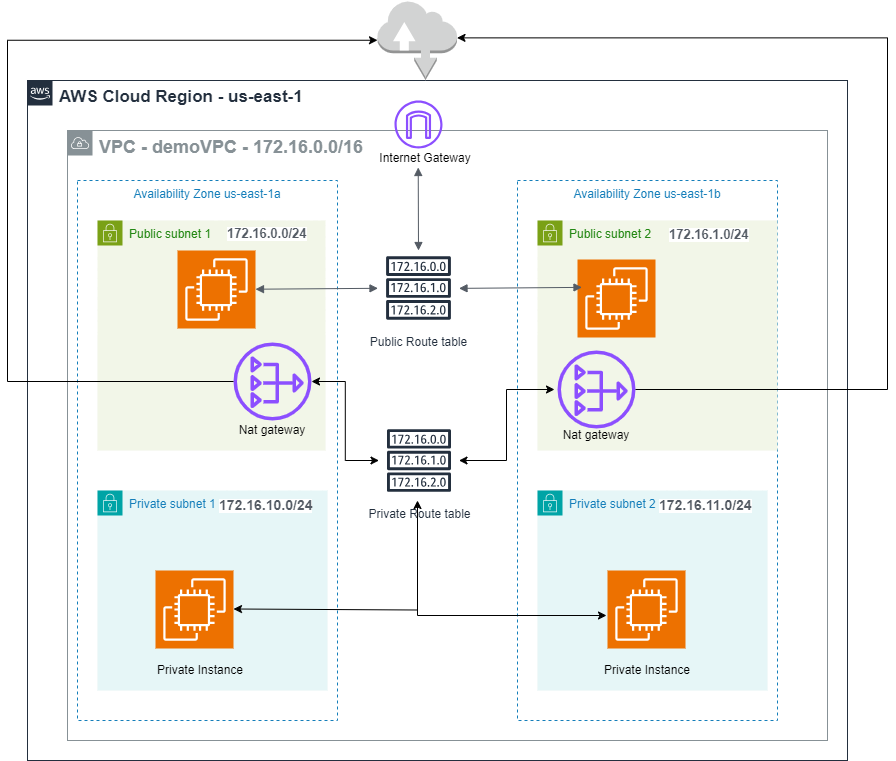 aws
AWS Cloud Region - us-east-1
VPC - demoVPC - 172.16.0.0/16
Internet Gateway
Availability Zone us-east-1a
Availability Zone us-east-1b
Public subnet 1 172.16.0.0/24
Public subnet 2 172.16.1.0/24
172.16.0.0
172.16.1.0
172.16.2.0
Public Route table
Nat gateway
Nat gateway
172.16.0.0
172.16.1.0
172.16.2.0
Private Route table
Private subnet 1 172.16.10.0/24
Private subnet 2 172.16.11.0/24
Private Instance
Private Instance